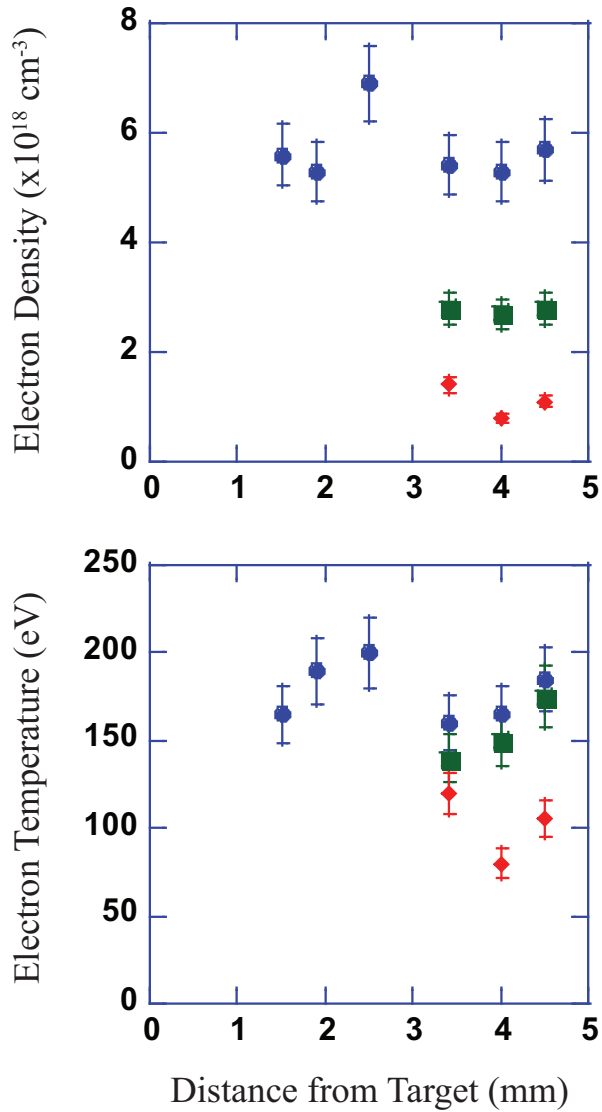 Electron Density (x10¹⁸ cm⁻³)
8
6
4
2
0
0 1 2 3 4 5
Electron Temperature (eV)
250
200
150
100
50
0
0 1 2 3 4 5
Distance from Target (mm)